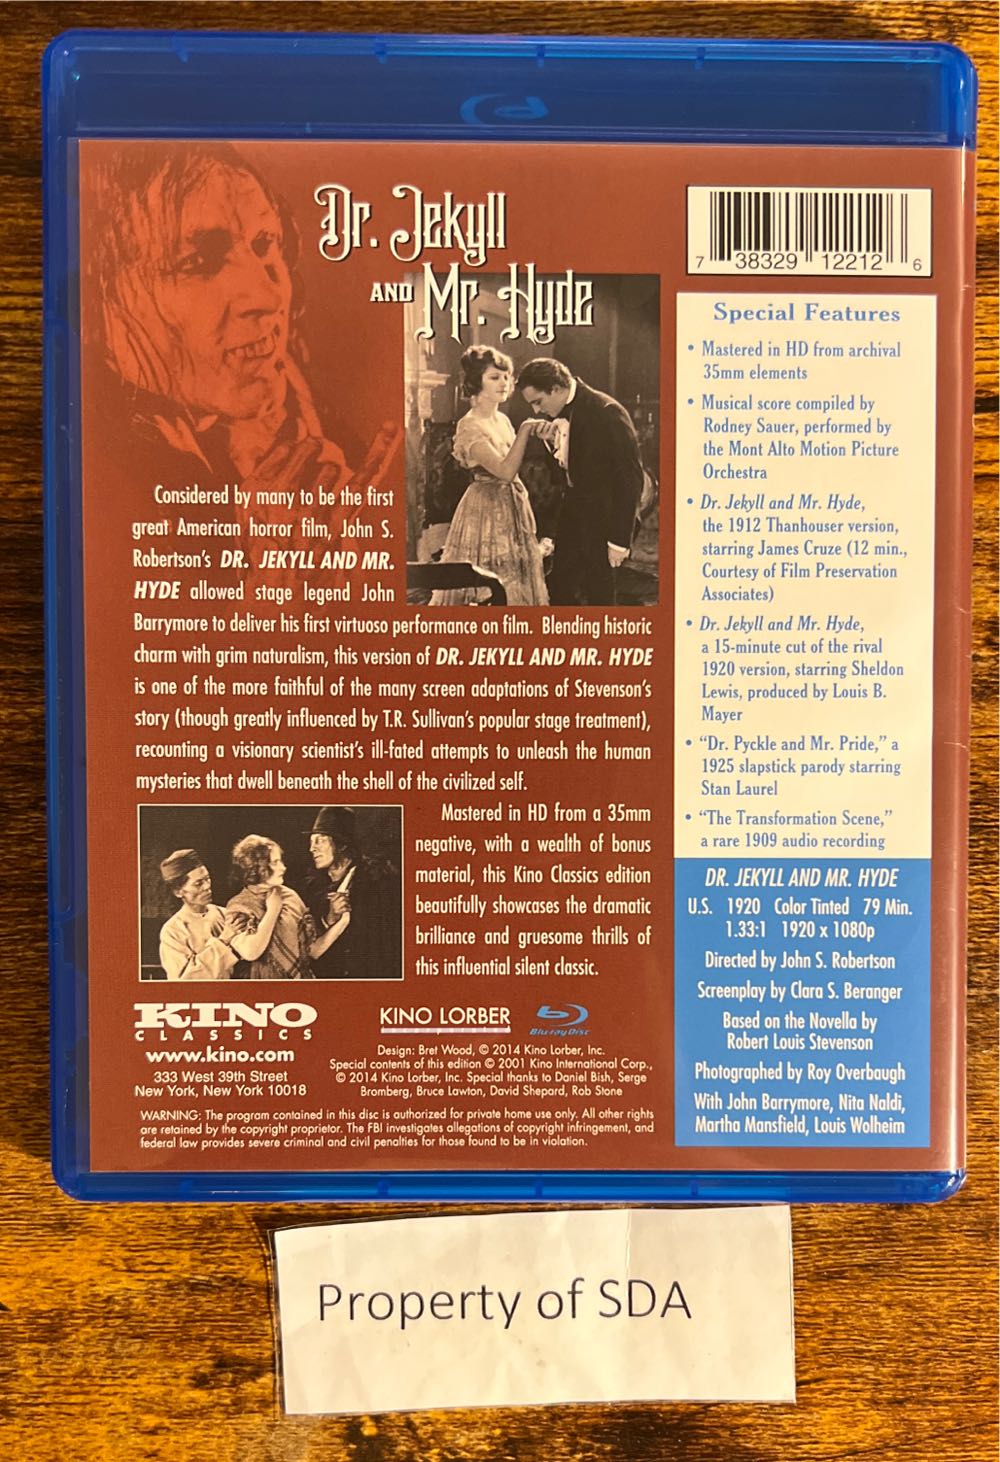 Dr. Jekyll
AND Mr. Hyde
Considered by many to be the first
great American horror film, John S.
Robertson's DR. JEKYLL AND MR.
HYDE allowed stage legend John
Barrymore to deliver his first virtuoso performance on film. Blending historic
charm with grim naturalism, this version of DR. JEKYLL AND MR. HYDE
is one of the more faithful of the many screen adaptations of Stevenson's
story (though greatly influenced by T.R. Sullivan's popular stage treatment),
recounting a visionary scientist's ill-fated attempts to unleash the human
mysteries that dwell beneath the shell of the civilized self.
Mastered in HD from a 35mm
negative, with a wealth of bonus
material, this Kino Classics edition
beautifully showcases the dramatic
brilliance and gruesome thrills of
this influential silent classic.
KINO
CLASSICS
www.kino.com
333 West 39th Street
New York, New York 10018
KINO LORBER
Blu-ray Disc
Design: Bret Wood, © 2014 Kino Lorber, Inc.
Special contents of this edition © 2001 Kino International Corp.,
© 2014 Kino Lorber, Inc. Special thanks to Daniel Bish, Serge
Bromberg, Bruce Lawton, David Shepard, Rob Stone
WARNING: The program contained in this disc is authorized for private home use only. All other rights
are retained by the copyright proprietor. The FBI investigates allegations of copyright infringement, and
federal law provides severe criminal and civil penalties for those found to be in violation.
7 38329 12212 6
Special Features
• Mastered in HD from archival
35mm elements
• Musical score compiled by
Rodney Sauer, performed by
the Mont Alto Motion Picture
Orchestra
• Dr. Jekyll and Mr. Hyde,
the 1912 Thanhouser version,
starring James Cruze (12 min.,
Courtesy of Film Preservation
Associates)
• Dr. Jekyll and Mr. Hyde,
a 15-minute cut of the rival
1920 version, starring Sheldon
Lewis, produced by Louis B.
Mayer
• "Dr. Pyckle and Mr. Pride," a
1925 slapstick parody starring
Stan Laurel
• "The Transformation Scene,"
a rare 1909 audio recording
DR. JEKYLL AND MR. HYDE
U.S. 1920 Color Tinted 79 Min.
1.33:1 1920 x 1080p
Directed by John S. Robertson
Screenplay by Clara S. Beranger
Based on the Novella by
Robert Louis Stevenson
Photographed by Roy Overbaugh
With John Barrymore, Nita Naldi,
Martha Mansfield, Louis Wolheim
Property of SDA